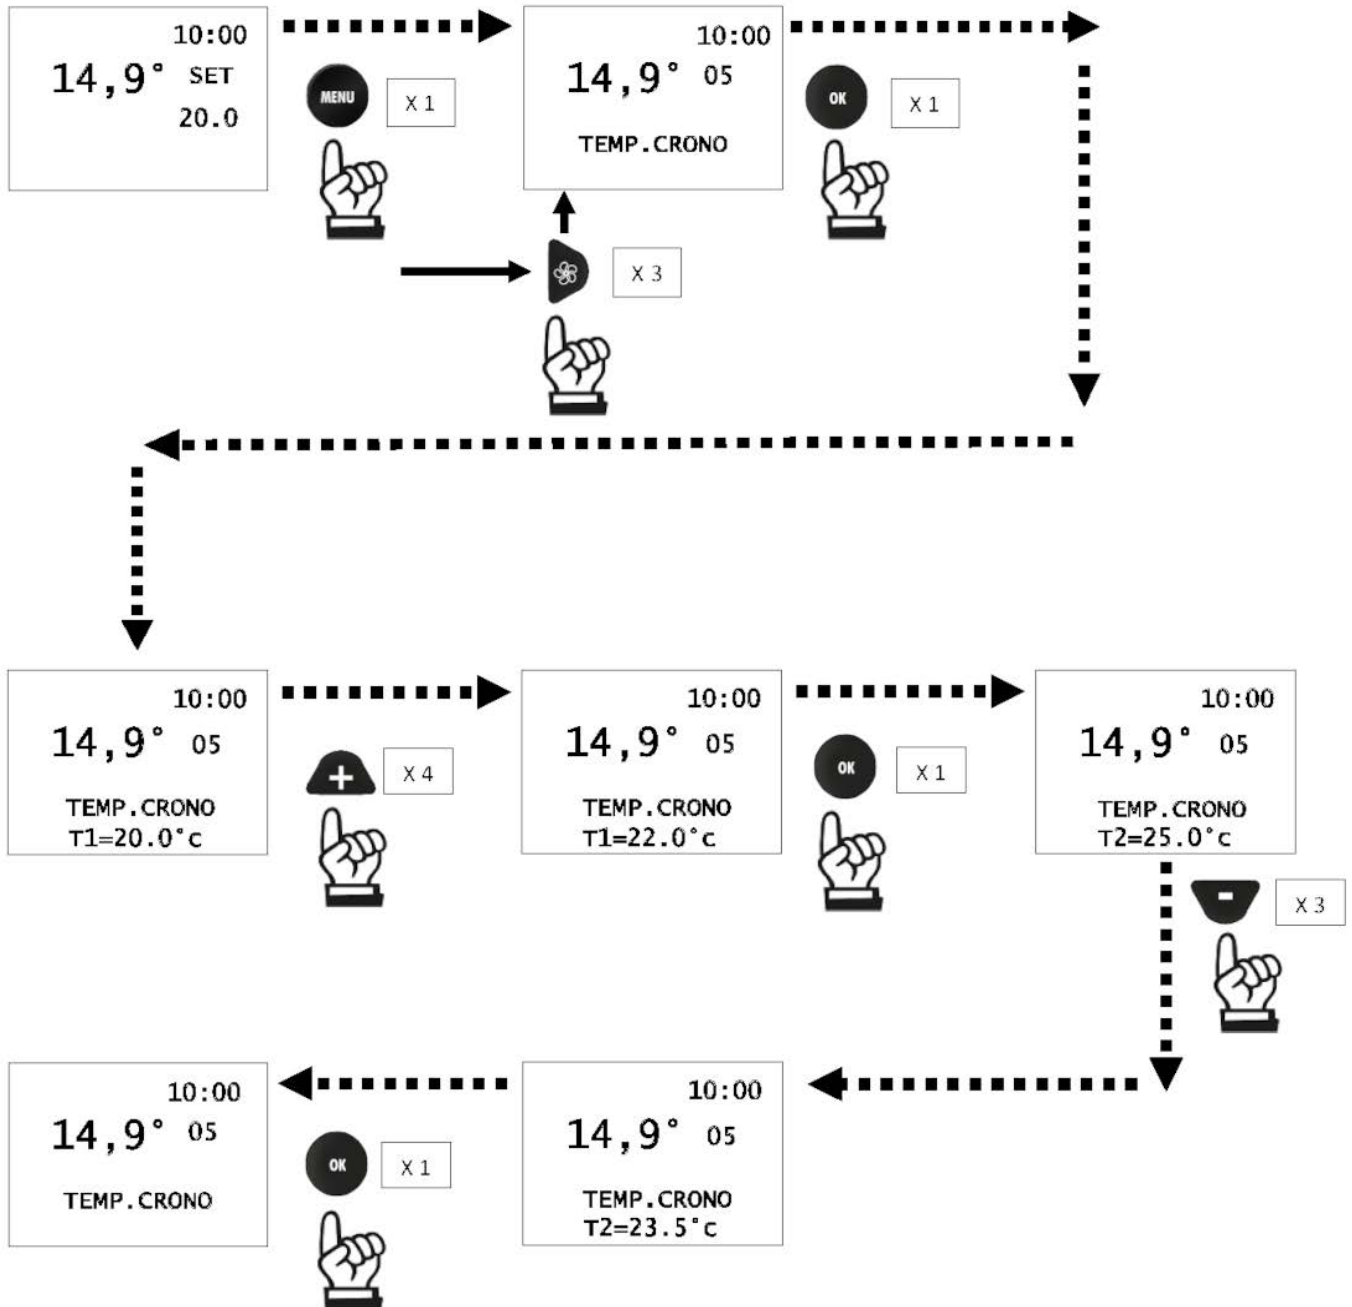 10:00
14,9° SET
20.0
MENU
X 1
10:00
14,9° 05
TEMP.CRONO
OK
X 1
X 3
10:00
14,9° 05
TEMP.CRONO
T1=20.0°c
+
X 4
10:00
14,9° 05
TEMP.CRONO
T1=22.0°c
OK
X 1
10:00
14,9° 05
TEMP.CRONO
T2=25.0°c
-
X 3
10:00
14,9° 05
TEMP.CRONO
T2=23.5°c
OK
X 1
10:00
14,9° 05
TEMP.CRONO